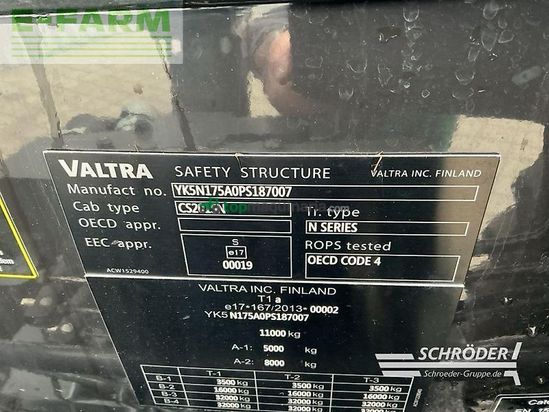 E-FARM
VALTRA SAFETY STRUCTURE VALTRA INC. FINLAND
Manufact no. YK5N175A0PS187007
Cab type Tr. type
OECD appr. N SERIES
EEC appr. S ROPS tested
e17
00019 OECD CODE 4
ACW1529400
VALTRA INC. FINLAND
T1a
e17*167/2013*00002
YK5N175A0PS187007
11000 kg
A-1: 5000 kg
A-2: 8000 kg
T-1 T-2 T-3
B-1 3500 kg 3500 kg 3500 kg
B-2 16000 kg 16000 kg 16000 kg
B-3 32000 kg 32000 kg 32000 kg
B-4 32000 kg 32000 kg 32000 kg
SCHRÖDER!
Schroeder-Gruppe.de